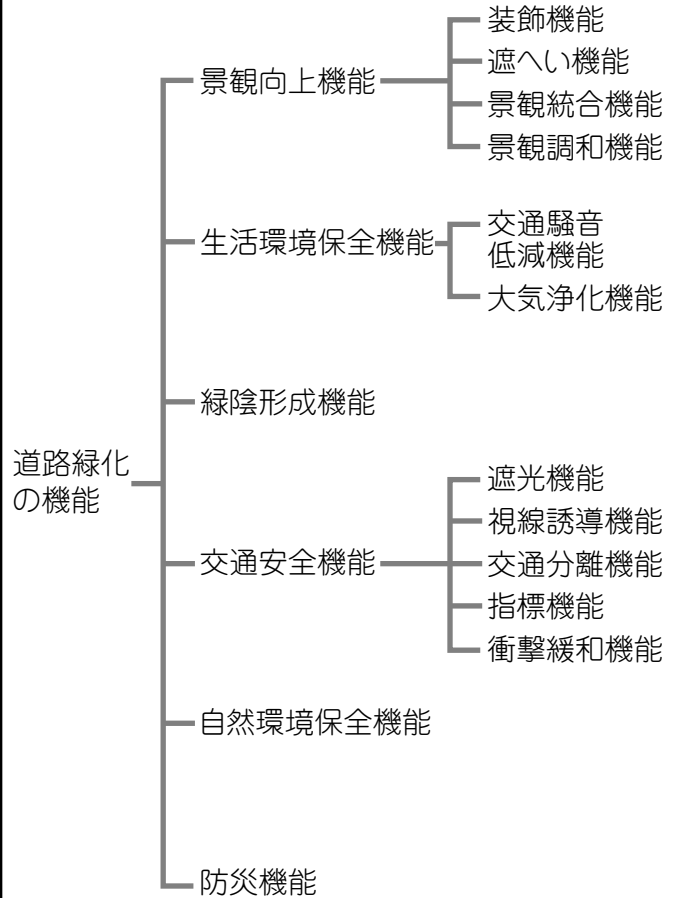 道路緑化
の機能
景観向上機能
装飾機能
遮へい機能
景観統合機能
景観調和機能
生活環境保全機能
交通騒音
低減機能
大気浄化機能
緑陰形成機能
交通安全機能
遮光機能
視線誘導機能
交通分離機能
指標機能
衝撃緩和機能
自然環境保全機能
防災機能